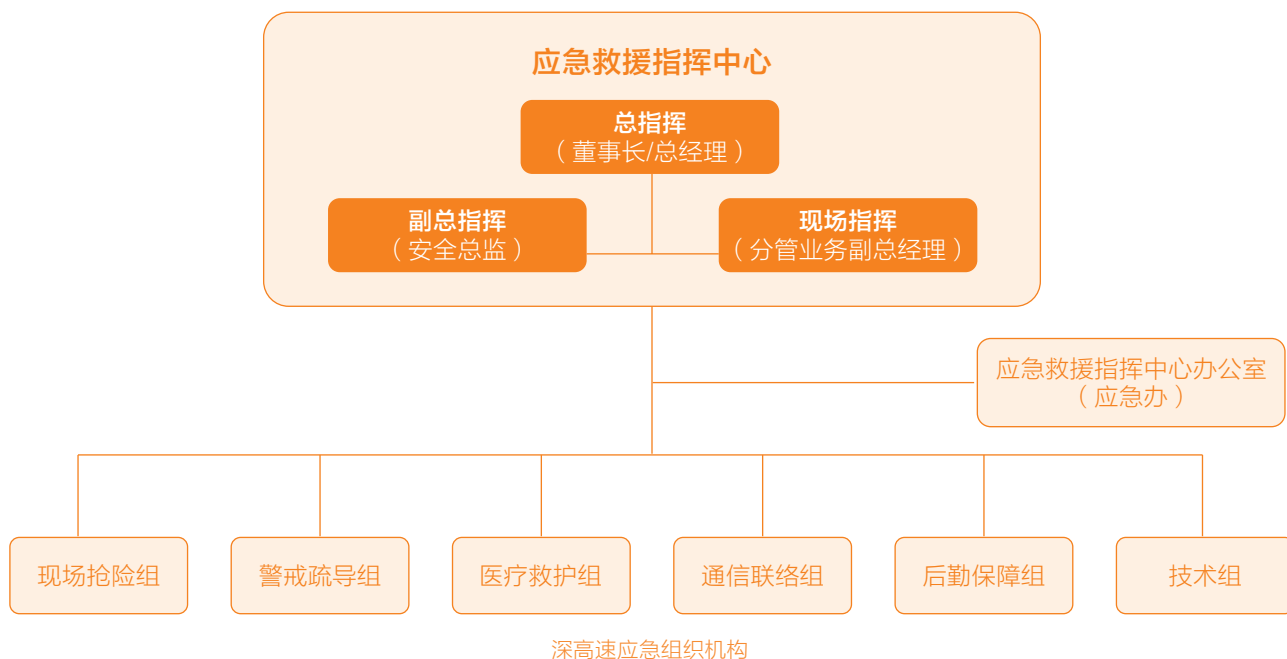 应急救援指挥中心
总指挥
（董事长/总经理）
副总指挥
（安全总监）
现场指挥
（分管业务副总经理）
应急救援指挥中心办公室
（应急办）
现场抢险组
警戒疏导组
医疗救护组
通信联络组
后勤保障组
技术组
深高速应急组织机构